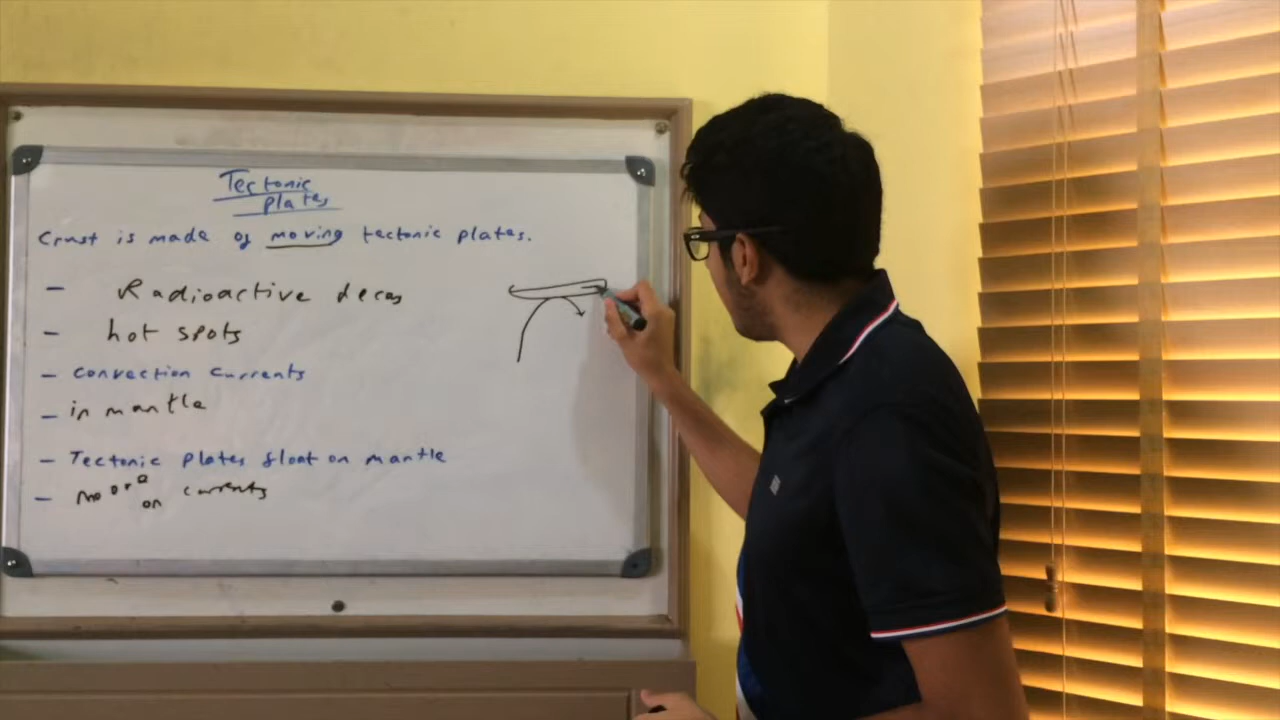 Tectonic
plates
Crust is made of moving tectonic plates.
- Radioactive decay
- hot spots
- convection currents
- in mantle
- Tectonic plates float on mantle
- on currents